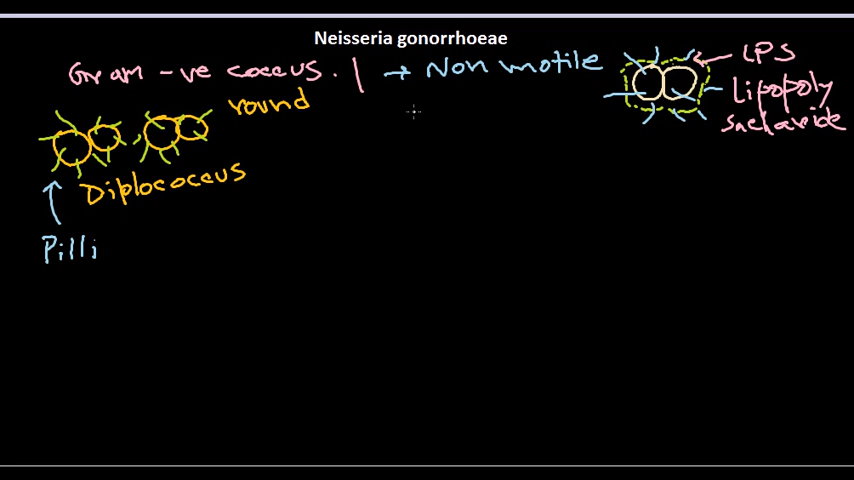 Neisseria gonorrhoeae
Gram -ve coccus. | → Non motile
LPS
Lipopoly
sacharide
round
Diplococcus
Pilli